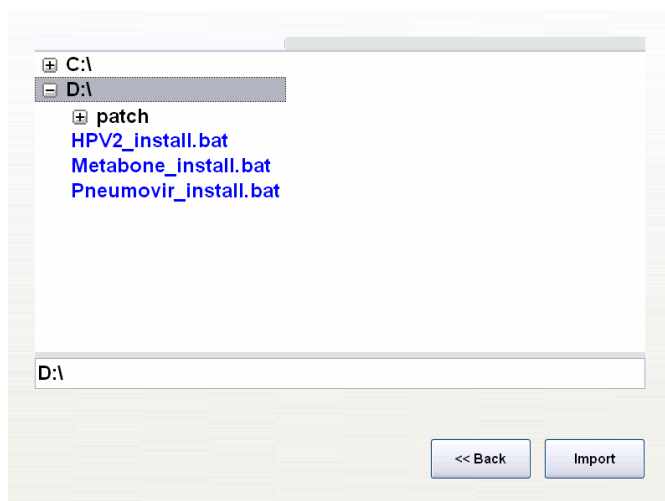 C:\
D:\
patch
HPV2_install.bat
Metabone_install.bat
Pneumovir_install.bat
D:\
<< Back
Import